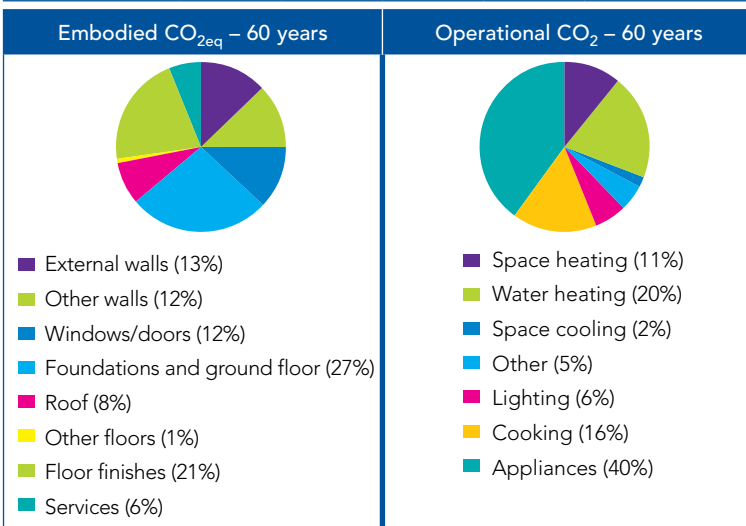 Embodied CO2eq – 60 years
External walls (13%)
Other walls (12%)
Windows/doors (12%)
Foundations and ground floor (27%)
Roof (8%)
Other floors (1%)
Floor finishes (21%)
Services (6%)
Operational CO2 – 60 years
Space heating (11%)
Water heating (20%)
Space cooling (2%)
Other (5%)
Lighting (6%)
Cooking (16%)
Appliances (40%)